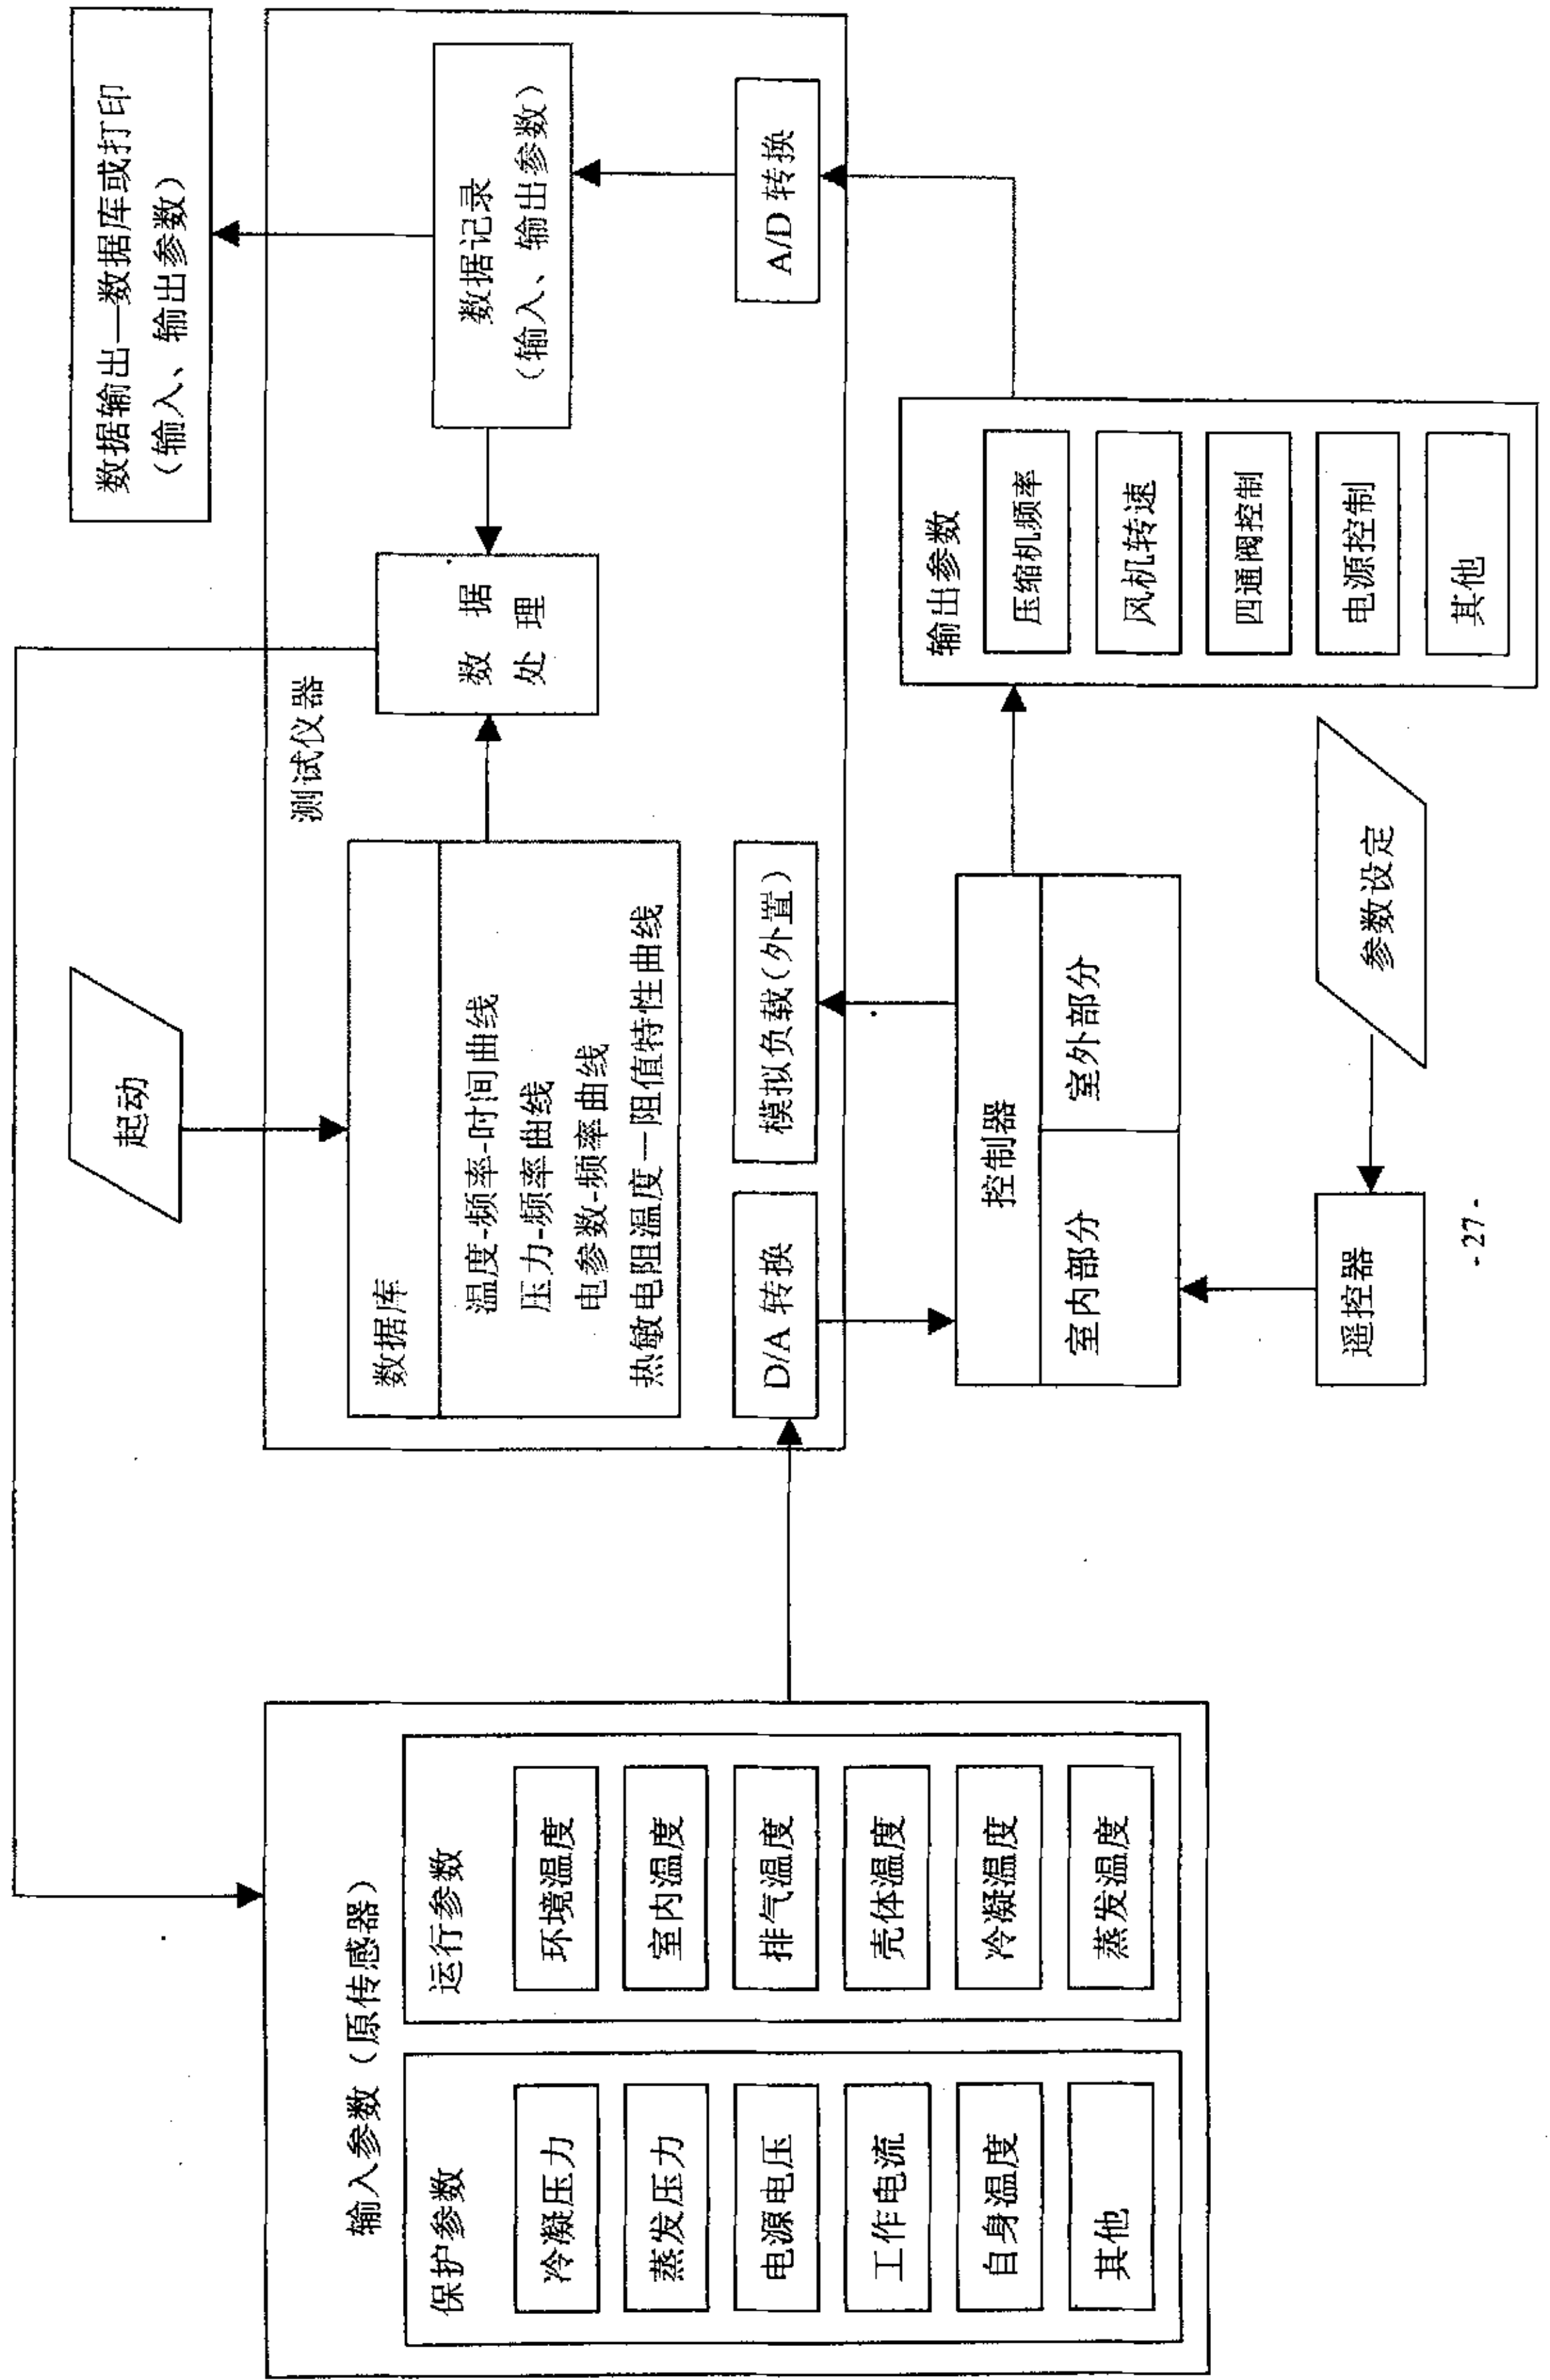 输入参数（原传感器）
保护参数
冷凝压力
蒸发压力
电源电压
工作电流
自身温度
其他
运行参数
环境温度
室内温度
排气温度
壳体温度
冷凝温度
蒸发温度
起动
测试仪器
数据库
温度-频率-时间曲线
压力-频率曲线
电参数-频率曲线
热敏电阻温度—阻值特性曲线
数 据
处 理
数据记录
（输入、输出参数）
数据输出—数据库或打印
（输入、输出参数）
D/A 转换
模拟负载（外置）
A/D 转换
控制器
室内部分
室外部分
输出参数
压缩机频率
风机转速
四通阀控制
电源控制
其他
遥控器
参数设定
- 27 -